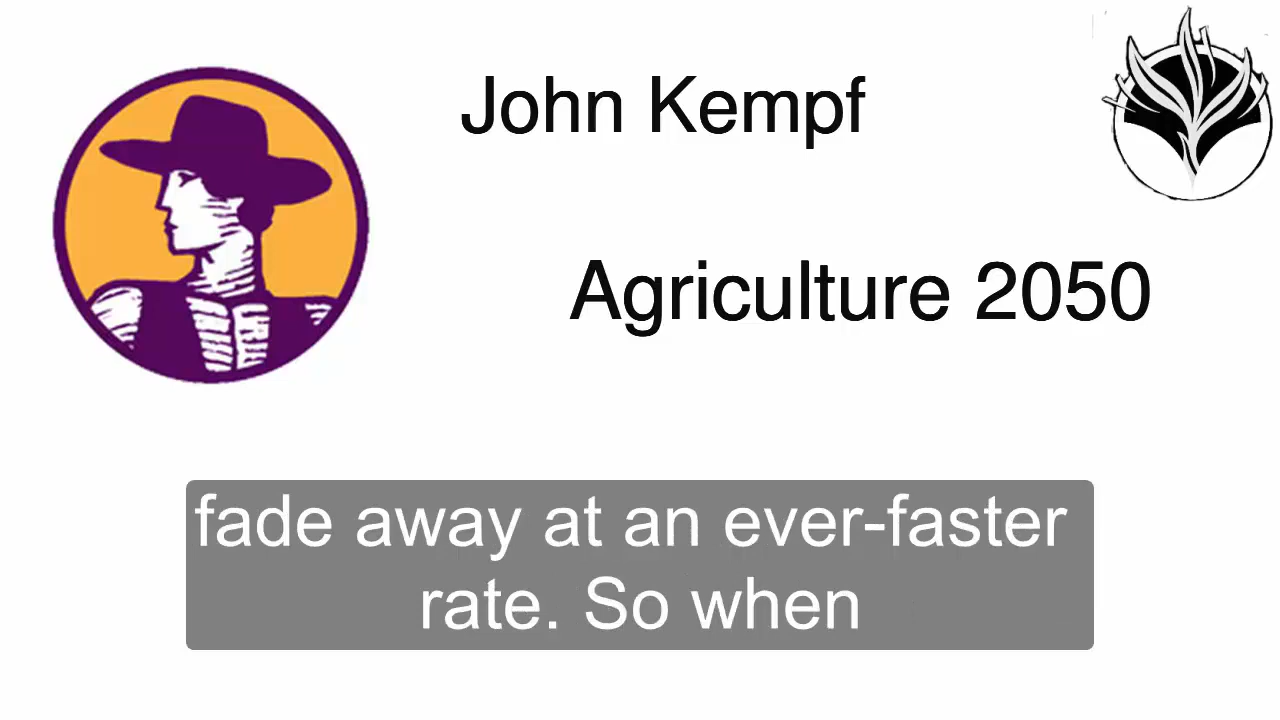 John Kempf
Agriculture 2050
fade away at an ever-faster
rate. So when